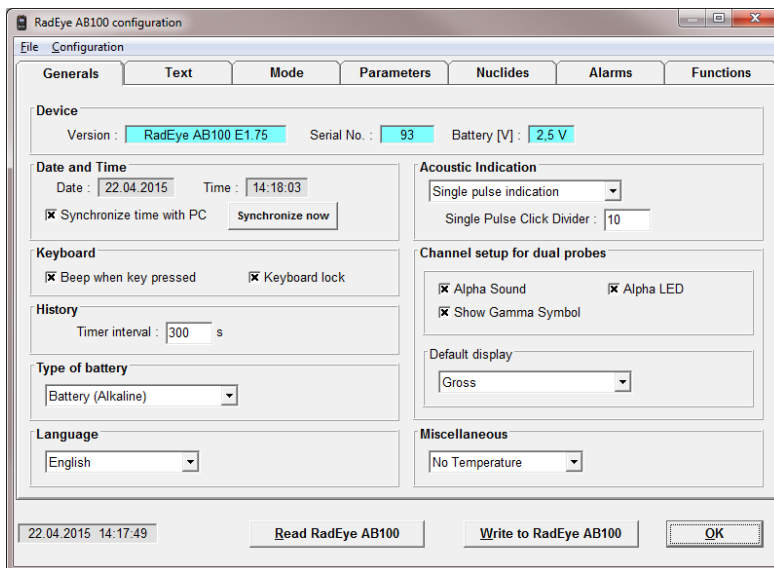 RadEye AB100 configuration
File Configuration
Generals Text Mode Parameters Nuclides Alarms Functions
Device
Version : RadEye AB100 E1.75 Serial No. : 93 Battery [V] : 2,5 V
Date and Time
Date : 22.04.2015 Time : 14:18:03
Synchronize time with PC Synchronize now
Acoustic Indication
Single pulse indication
Single Pulse Click Divider : 10
Keyboard
Beep when key pressed Keyboard lock
Channel setup for dual probes
Alpha Sound Alpha LED
Show Gamma Symbol
History
Timer interval : 300 s
Default display
Gross
Type of battery
Battery (Alkaline)
Language
English
Miscellaneous
No Temperature
22.04.2015 14:17:49 Read RadEye AB100 Write to RadEye AB100 OK